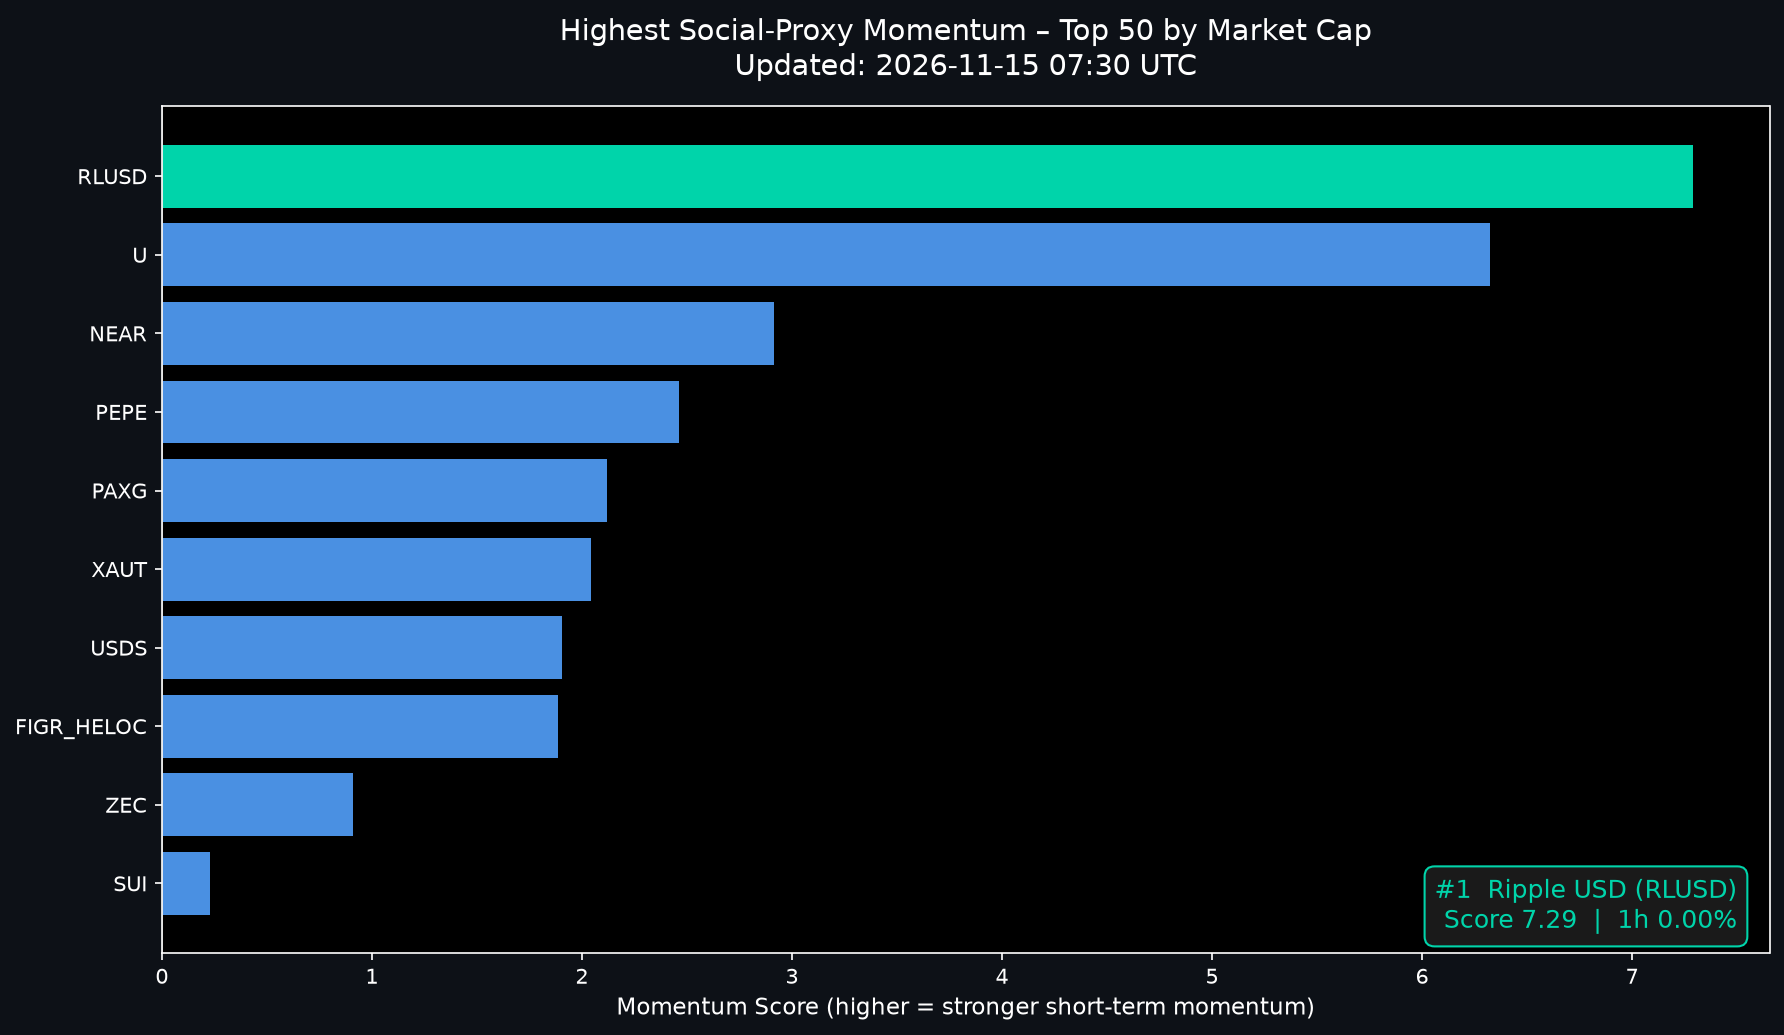 Highest Social-Proxy Momentum – Top 50 by Market Cap
Updated: 2026-11-15 07:30 UTC
RLUSD
U
NEAR
PEPE
PAXG
XAUT
USDS
FIGR_HELOC
ZEC
SUI
#1  Ripple USD (RLUSD)
Score 7.29  |  1h 0.00%
0 1 2 3 4 5 6 7
Momentum Score (higher = stronger short-term momentum)